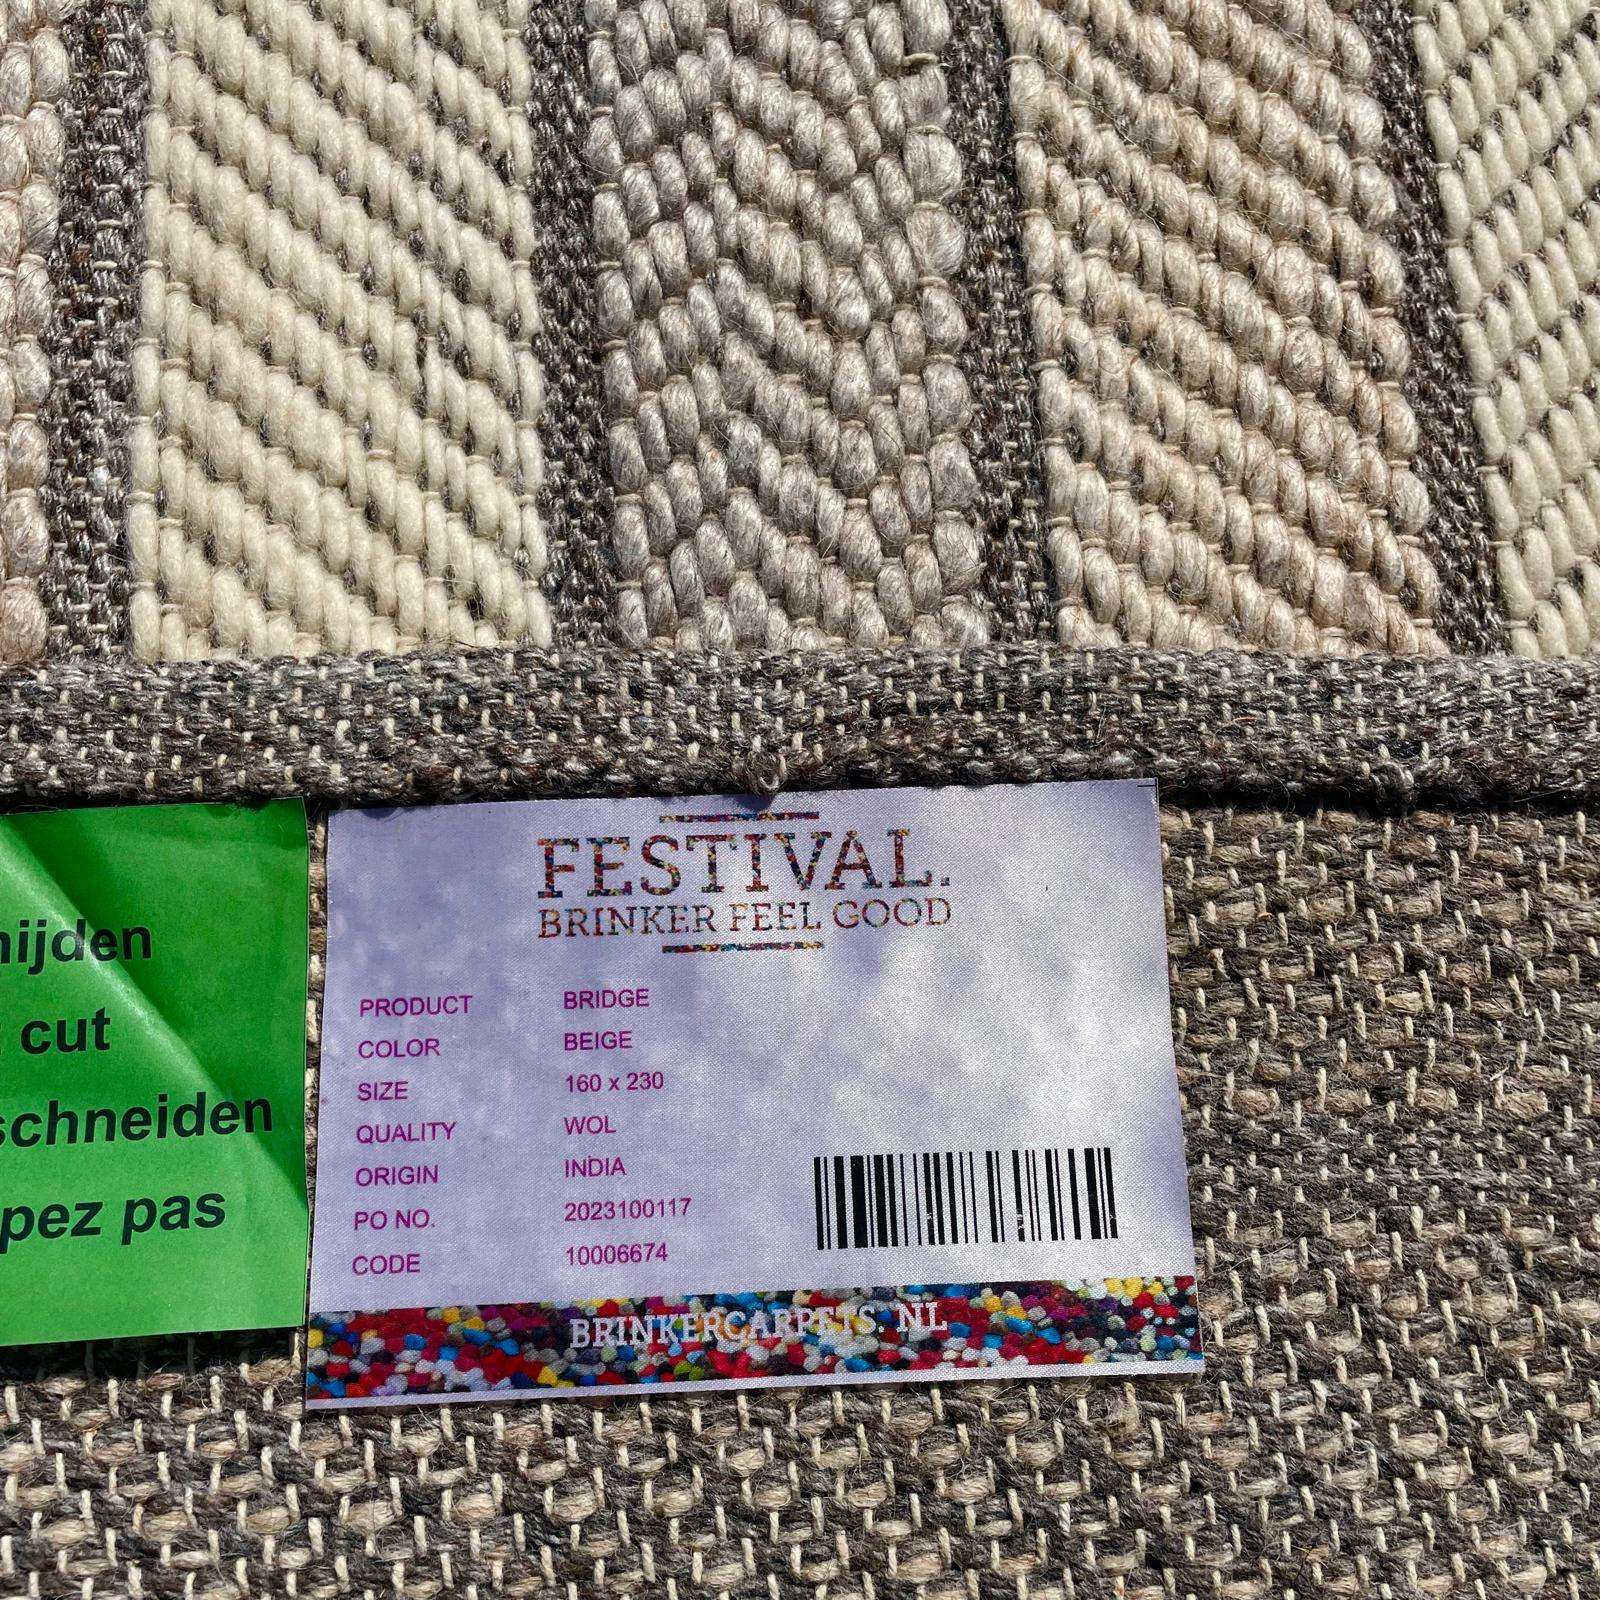 nijden
cut
schneiden
pez pas
FESTIVAL.
BRINKER FEEL GOOD
PRODUCT BRIDGE
COLOR BEIGE
SIZE 160 x 230
QUALITY WOL
ORIGIN INDIA
PO NO. 2023100117
CODE 10006674
BRINKERCARPETS.NL